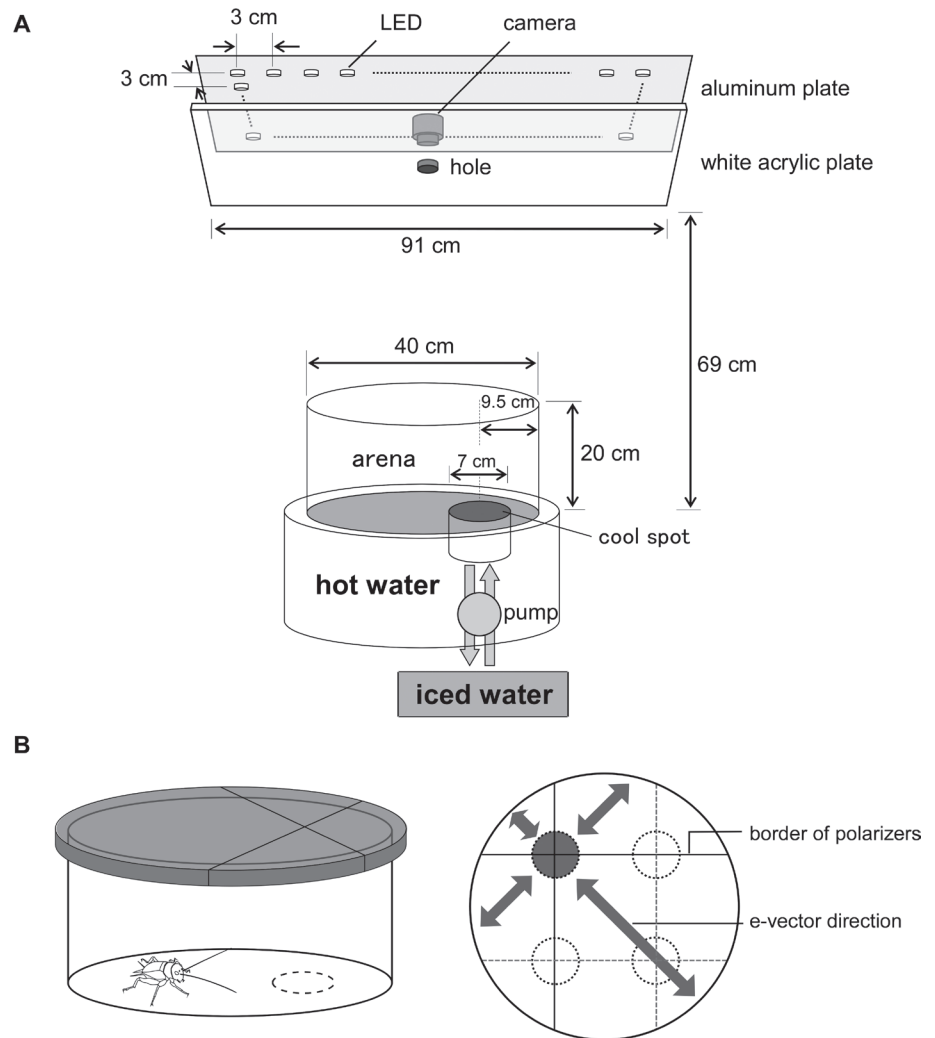 A
3 cm
LED
camera
3 cm
aluminum plate
hole
white acrylic plate
91 cm
40 cm
69 cm
9.5 cm
arena
7 cm
20 cm
cool spot
hot water
pump
iced water
B
border of polarizers
e-vector direction